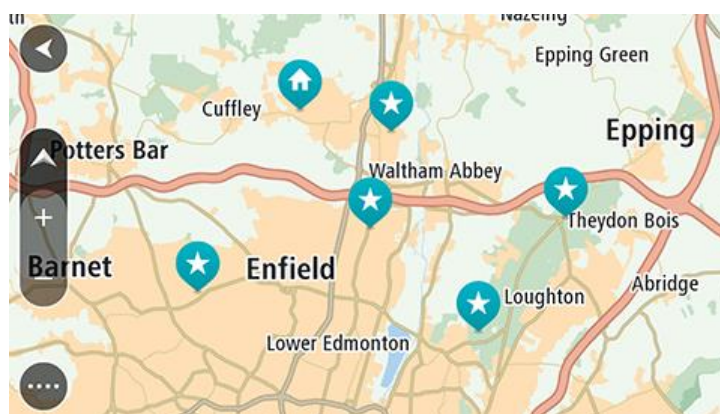 Nazeing
Epping Green
Cuffley
Epping
Potters Bar
Waltham Abbey
Theydon Bois
Barnet
Enfield
Loughton
Abridge
Lower Edmonton